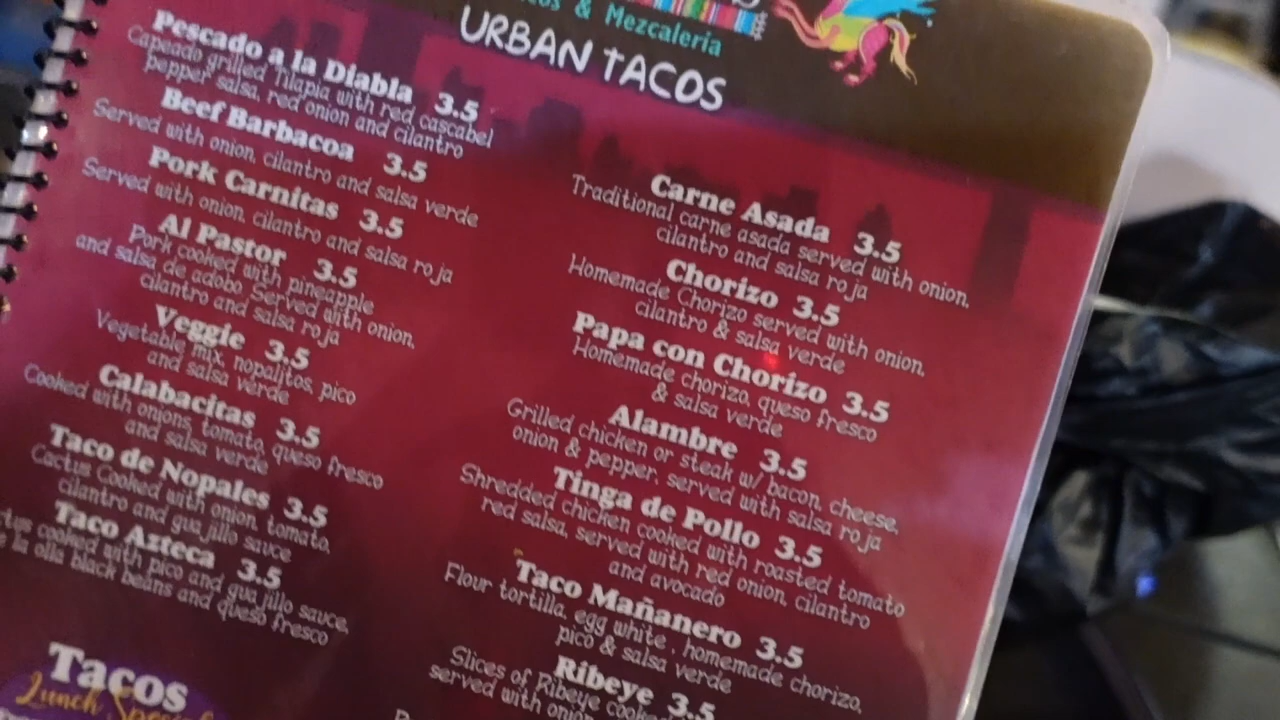 & Mezcaleria
URBAN TACOS
Pescado a la Diabla 3.5
Capeado grilled Tilapia with red cascabel
pepper salsa, red onion and cilantro
Beef Barbacoa 3.5
Served with onion, cilantro and salsa verde
Pork Carnitas 3.5
Served with onion, cilantro and salsa roja
Al Pastor 3.5
Pork cooked with pineapple
and salsa de adobo. Served with onion,
cilantro and salsa roja
Veggie 3.5
Vegetable mix, nopalitos, pico
and salsa verde
Calabacitas 3.5
Cooked with onions, tomato, queso fresco
and salsa verde
Taco de Nopales 3.5
Cactus Cooked with onion, tomato,
cilantro and guajillo sauce
Taco Azteca 3.5
cooked with pico and guajillo sauce,
la olla black beans and queso fresco
Tacos
Lunch Special
Carne Asada 3.5
Traditional carne asada served with onion,
cilantro and salsa roja
Chorizo 3.5
Homemade Chorizo served with onion,
cilantro & salsa verde
Papa con Chorizo 3.5
Homemade chorizo, queso fresco
& salsa verde
Alambre 3.5
Grilled chicken or steak w/ bacon, cheese,
onion & pepper, served with salsa roja
Tinga de Pollo 3.5
Shredded chicken cooked with roasted tomato
red salsa, served with red onion, cilantro
and avocado
Taco Mañanero 3.5
Flour tortilla, egg white, homemade chorizo,
pico & salsa verde
Ribeye 3.5
Slices of Ribeye cooked
served with onion